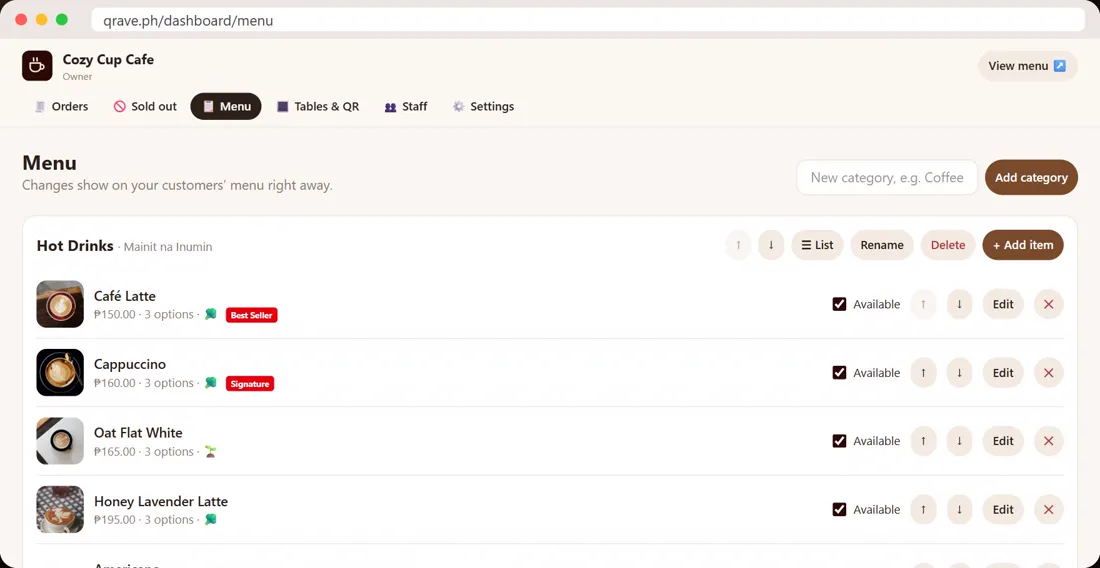 qrave.ph/dashboard/menu
Cozy Cup Cafe
Owner
View menu
Orders
Sold out
Menu
Tables & QR
Staff
Settings
Menu
Changes show on your customers' menu right away.
New category, e.g. Coffee
Add category
Hot Drinks · Mainit na Inumin
↑
↓
☰ List
Rename
Delete
+ Add item
Café Latte
₱150.00 · 3 options ·
Best Seller
Available
↑
↓
Edit
✕
Cappuccino
₱160.00 · 3 options ·
Signature
Available
↑
↓
Edit
✕
Oat Flat White
₱165.00 · 3 options ·
Available
↑
↓
Edit
✕
Honey Lavender Latte
₱195.00 · 3 options ·
Available
↑
↓
Edit
✕